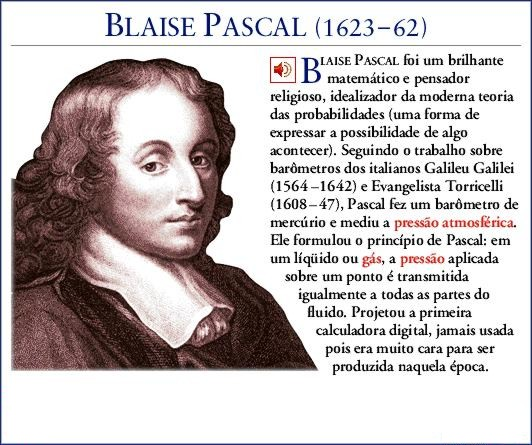 BLAISE PASCAL (1623–62)
BLAISE PASCAL foi um brilhante
matemático e pensador
religioso, idealizador da moderna teoria
das probabilidades (uma forma de
expressar a possibilidade de algo
acontecer). Seguindo o trabalho sobre
barômetros dos italianos Galileu Galilei
(1564–1642) e Evangelista Torricelli
(1608–47), Pascal fez um barômetro de
mercúrio e mediu a pressão atmosférica.
Ele formulou o princípio de Pascal: em
um líqüido ou gás, a pressão aplicada
sobre um ponto é transmitida
igualmente a todas as partes do
fluido. Projetou a primeira
calculadora digital, jamais usada
pois era muito cara para ser
produzida naquela época.